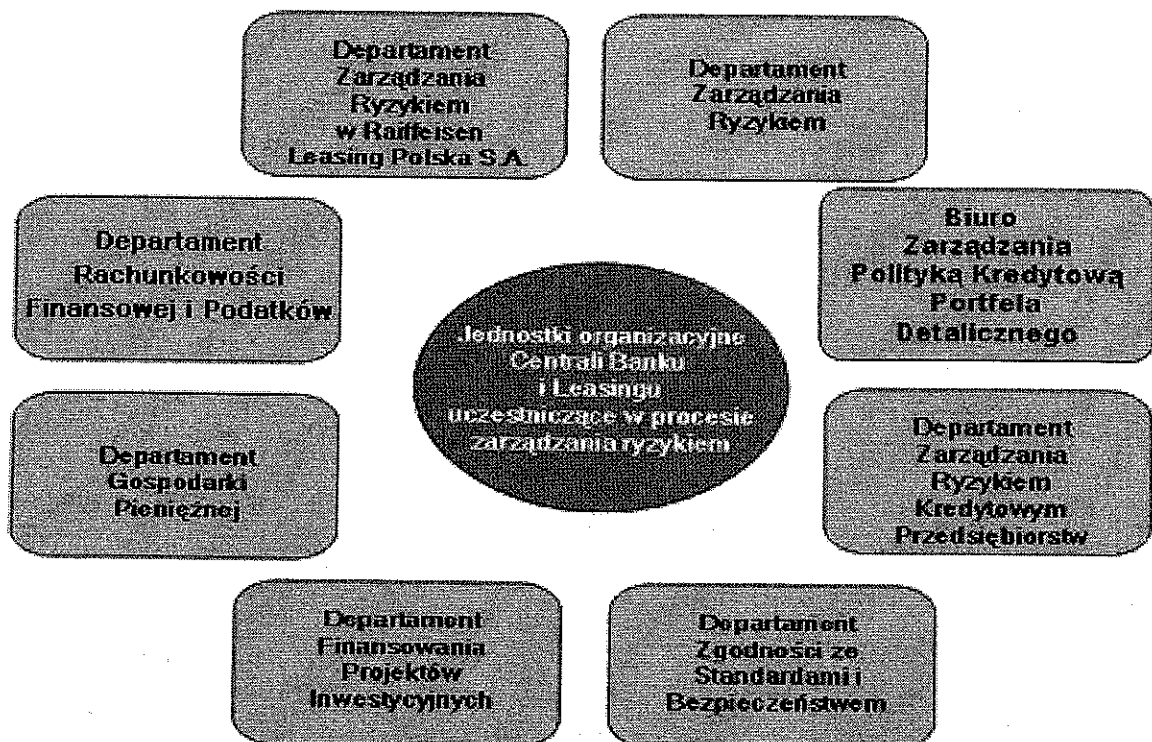 Departament
Zarządzania
Ryzykiem
w Raiffeisen
Leasing Polska S.A.
Departament
Zarządzania
Ryzykiem
Departament
Rachunkowości
Finansowej i Podatków
Biuro
Zarządzania
Polityką Kredytową
Portfela
Detalicznego
Jednostki organizacyjne
Centrali Banku
i Leasingu
uczestniczące w procesie
zarządzania ryzykiem
Departament
Gospodarki
Pieniężnej
Departament
Zarządzania
Ryzykiem
Kredytowym
Przedsiębiorstw
Departament
Finansowania
Projektów
Inwestycyjnych
Departament
Zgodności ze
Standardami i
Bezpieczeństwem